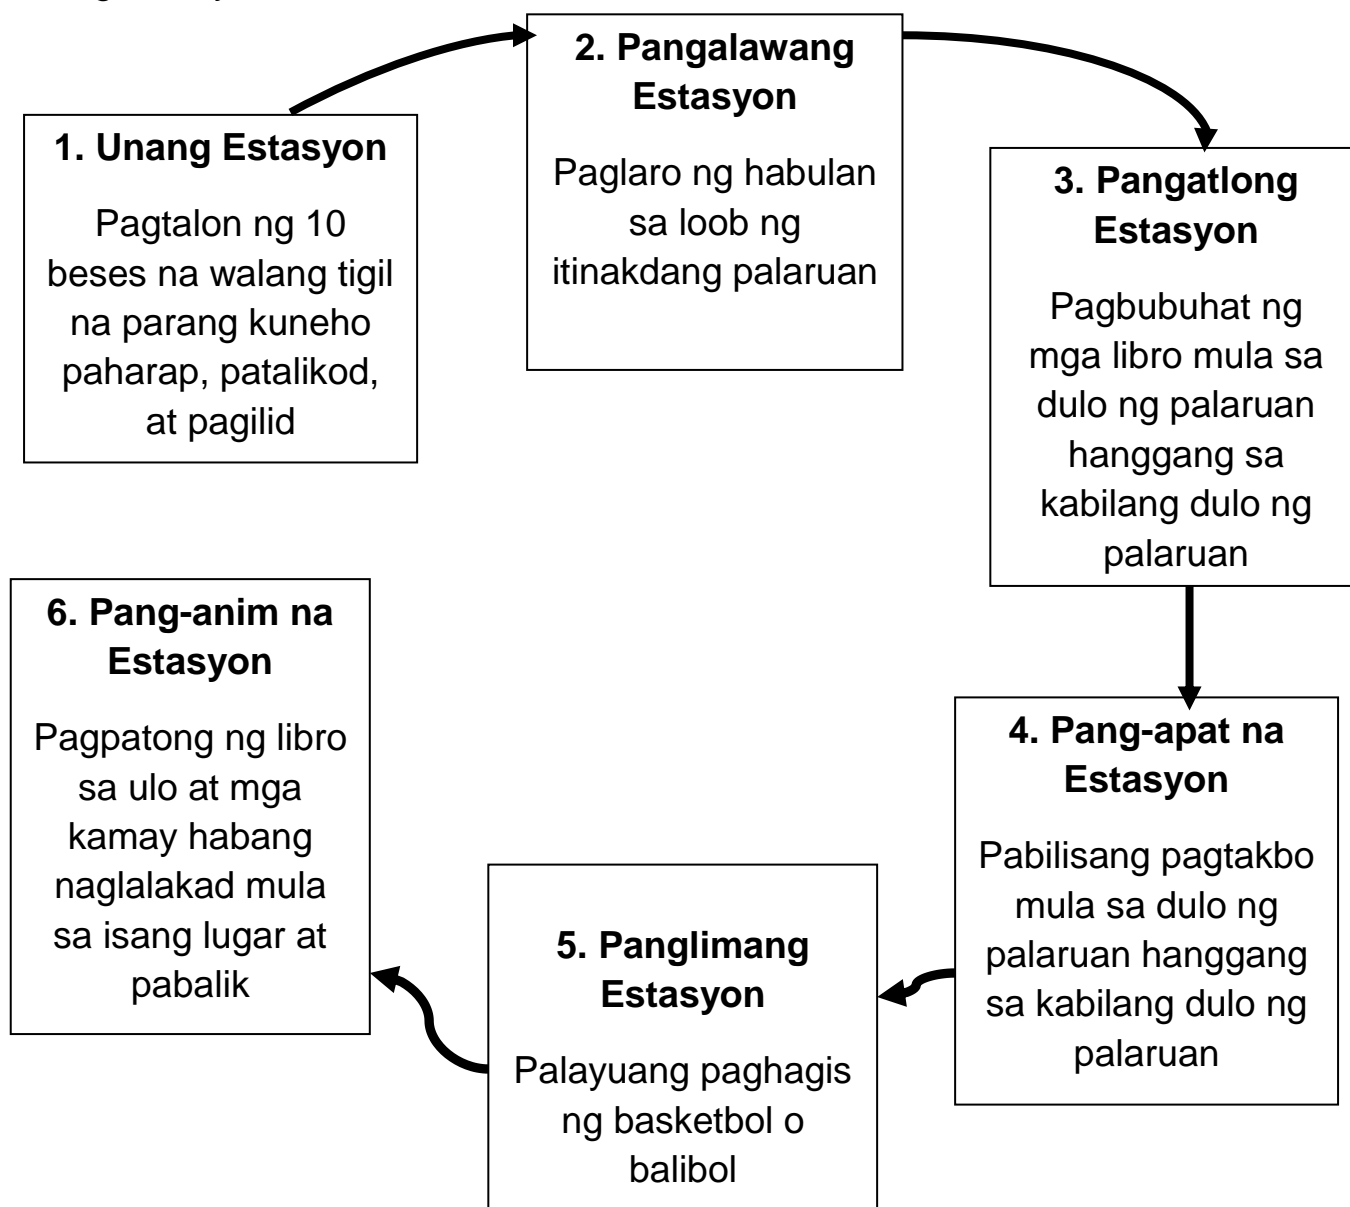 1. Unang Estasyon
Pagtalon ng 10
beses na walang tigil
na parang kuneho
paharap, patalikod,
at pagilid
2. Pangalawang
Estasyon
Paglaro ng habulan
sa loob ng
itinakdang palaruan
3. Pangatlong
Estasyon
Pagbubuhat ng
mga libro mula sa
dulo ng palaruan
hanggang sa
kabilang dulo ng
palaruan
4. Pang-apat na
Estasyon
Pabilisang pagtakbo
mula sa dulo ng
palaruan hanggang
sa kabilang dulo ng
palaruan
5. Panglimang
Estasyon
Palayuang paghagis
ng basketbol o
balibol
6. Pang-anim na
Estasyon
Pagpatong ng libro
sa ulo at mga
kamay habang
naglalakad mula
sa isang lugar at
pabalik